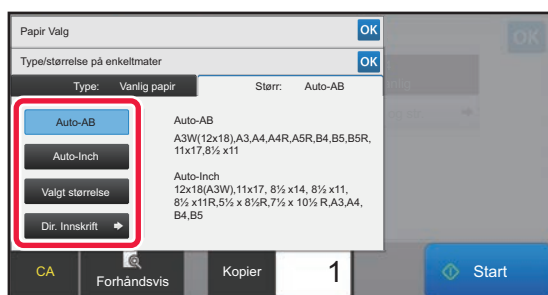 Papir Valg
OK
OK
Type/størrelse på enkeltmater
OK
Type: Vanlig papir
Størr: Auto-AB
Auto-AB
Auto-Inch
Valgt størrelse
Dir. Innskrift
Auto-AB
A3W(12x18),A3,A4,A4R,A5R,B4,B5,B5R,
11x17,8½ x11
Auto-Inch
12x18(A3W),11x17, 8½ x14, 8½ x11,
8½ x11R,5½ x 8½R,7½ x 10½ R,A3,A4,
B4,B5
CA
Forhåndsvis
Kopier
1
Start